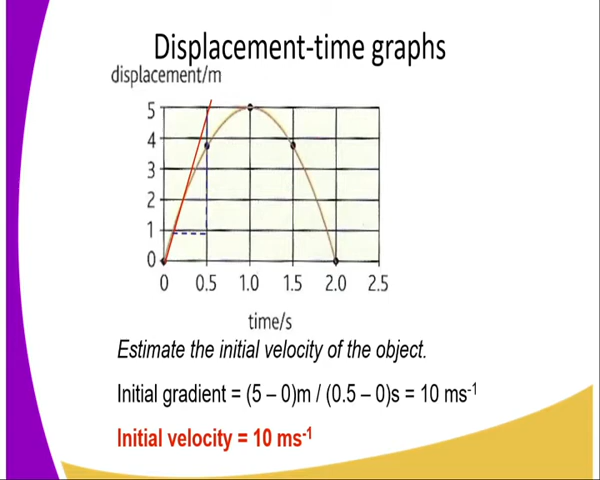 Displacement-time graphs
displacement/m
5
4
3
2
1
0
0 0.5 1.0 1.5 2.0 2.5
time/s
Estimate the initial velocity of the object.
Initial gradient = (5 – 0)m / (0.5 – 0)s = 10 ms⁻¹
Initial velocity = 10 ms⁻¹